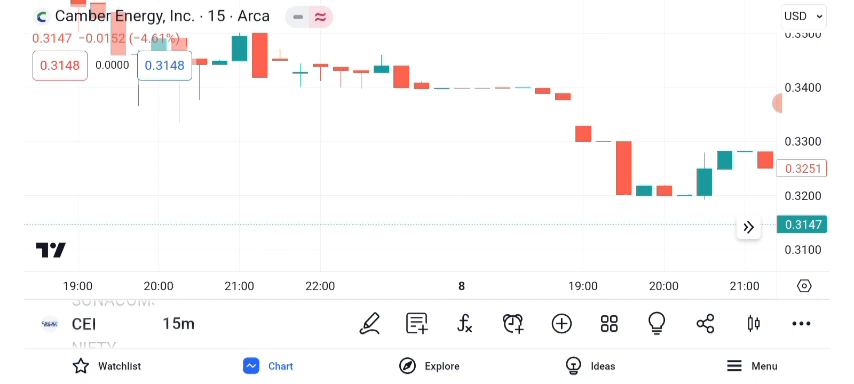 Camber Energy, Inc. · 15 · Arca
USD
0.3147 −0.0152 (−4.61%)
0.3500
0.3148 0.0000 0.3148
0.3400
0.3300
0.3251
0.3200
0.3147
0.3100
19:00 20:00 21:00 22:00 8 19:00 20:00 21:00
CEI 15m
NIFTY
Watchlist Chart Explore Ideas Menu